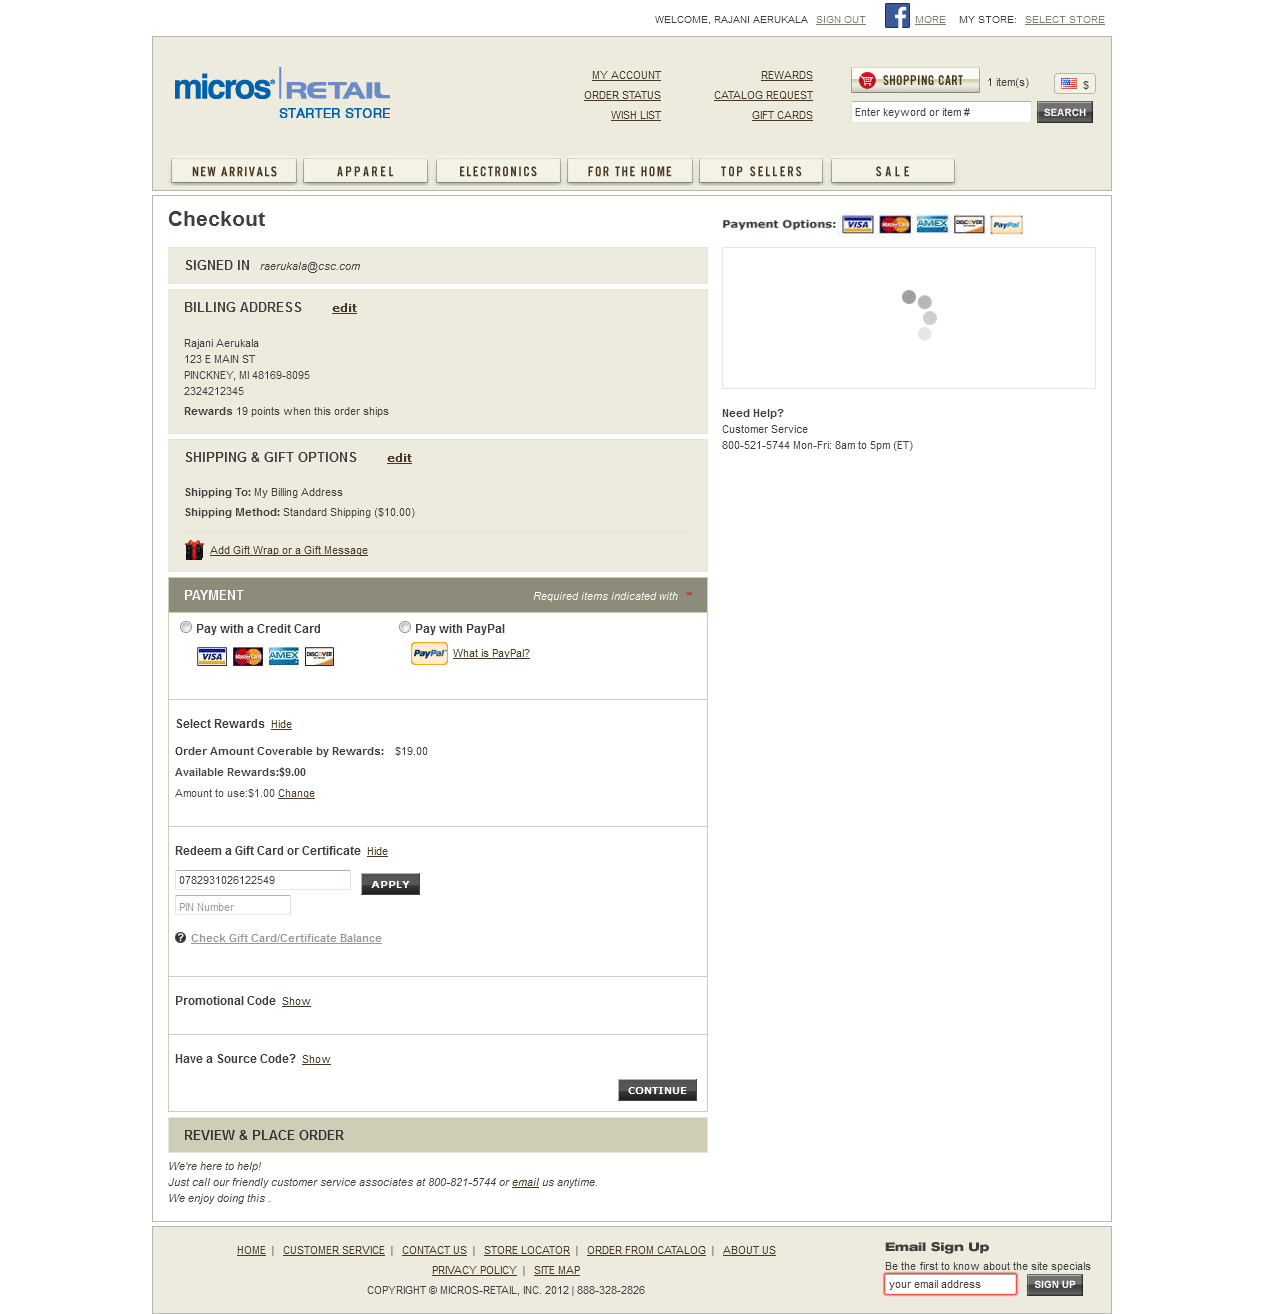 WELCOME, RAJANI AERUKALA SIGN OUT MORE MY STORE: SELECT STORE
micros RETAIL
STARTER STORE
MY ACCOUNT REWARDS
ORDER STATUS CATALOG REQUEST
WISH LIST GIFT CARDS
SHOPPING CART 1 item(s) $
Enter keyword or item # SEARCH
NEW ARRIVALS APPAREL ELECTRONICS FOR THE HOME TOP SELLERS SALE
Checkout
Payment Options: VISA MasterCard AMEX DISCOVER PayPal
SIGNED IN raerukala@csc.com
BILLING ADDRESS edit
Rajani Aerukala
123 E MAIN ST
PINCKNEY, MI 48169-8095
2324212345
Rewards 19 points when this order ships
Need Help?
Customer Service
800-521-5744 Mon-Fri: 8am to 5pm (ET)
SHIPPING & GIFT OPTIONS edit
Shipping To: My Billing Address
Shipping Method: Standard Shipping ($10.00)
Add Gift Wrap or a Gift Message
PAYMENT Required items indicated with *
Pay with a Credit Card Pay with PayPal
VISA MasterCard AMEX DISCOVER PayPal What is PayPal?
Select Rewards Hide
Order Amount Coverable by Rewards: $19.00
Available Rewards:$9.00
Amount to use:$1.00 Change
Redeem a Gift Card or Certificate Hide
0782931026122549 APPLY
PIN Number
? Check Gift Card/Certificate Balance
Promotional Code Show
Have a Source Code? Show
CONTINUE
REVIEW & PLACE ORDER
We're here to help!
Just call our friendly customer service associates at 800-821-5744 or email us anytime.
We enjoy doing this .
HOME | CUSTOMER SERVICE | CONTACT US | STORE LOCATOR | ORDER FROM CATALOG | ABOUT US
PRIVACY POLICY | SITE MAP
COPYRIGHT © MICROS-RETAIL, INC. 2012 | 888-328-2826
Email Sign Up
Be the first to know about the site specials
your email address SIGN UP